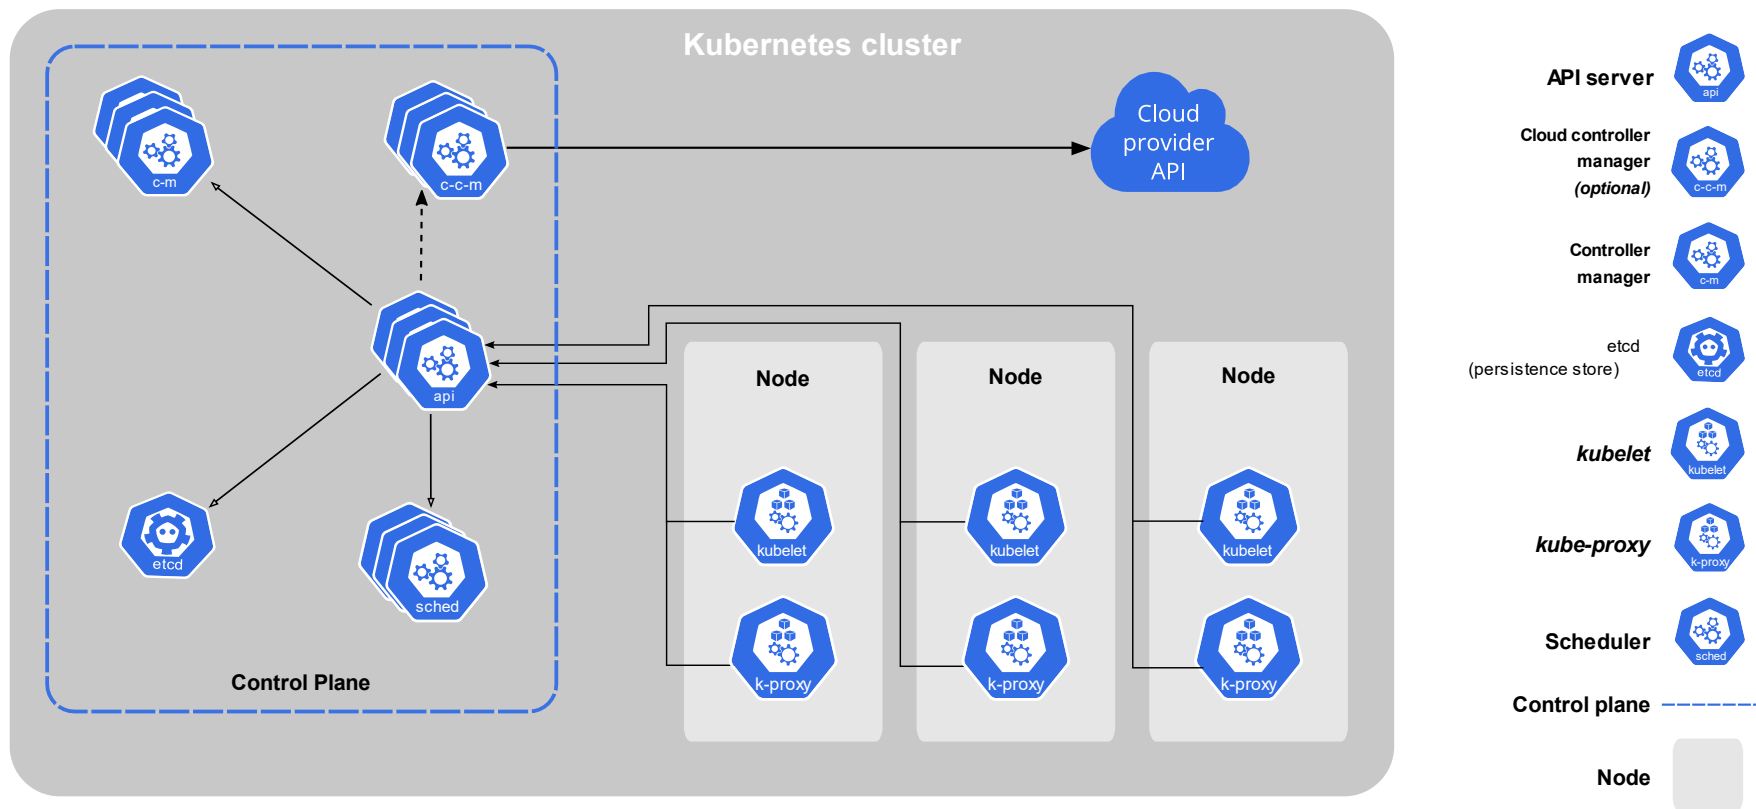 Kubernetes cluster
c-m
c-c-m
Cloud
provider
API
api
etcd
sched
Control Plane
Node
kubelet
k-proxy
Node
kubelet
k-proxy
Node
kubelet
k-proxy
API server
api
Cloud controller
manager
(optional)
c-c-m
Controller
manager
c-m
etcd
(persistence store)
etcd
kubelet
kubelet
kube-proxy
k-proxy
Scheduler
sched
Control plane
Node